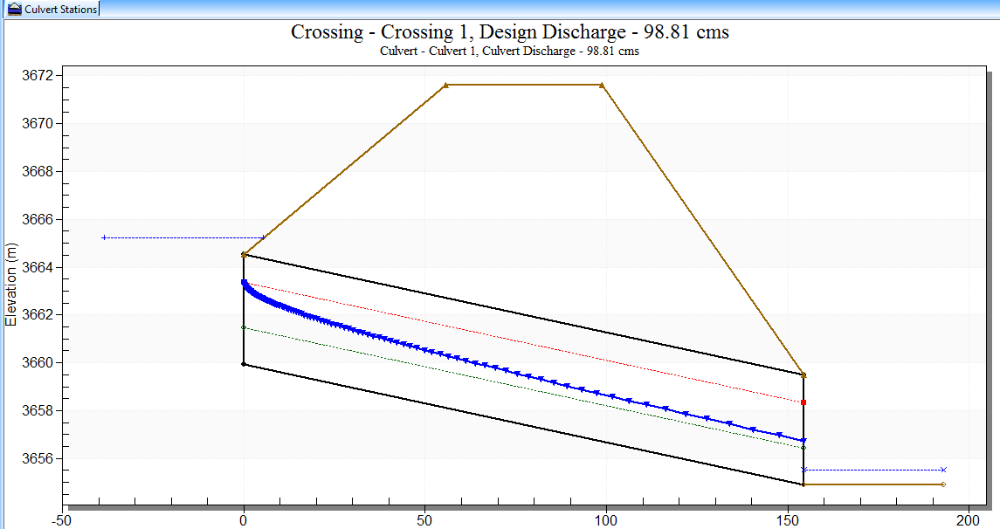 Culvert Stations
Crossing - Crossing 1, Design Discharge - 98.81 cms
Culvert - Culvert 1, Culvert Discharge - 98.81 cms
Elevation (m)
3672
3670
3668
3666
3664
3662
3660
3658
3656
-50 0 50 100 150 200